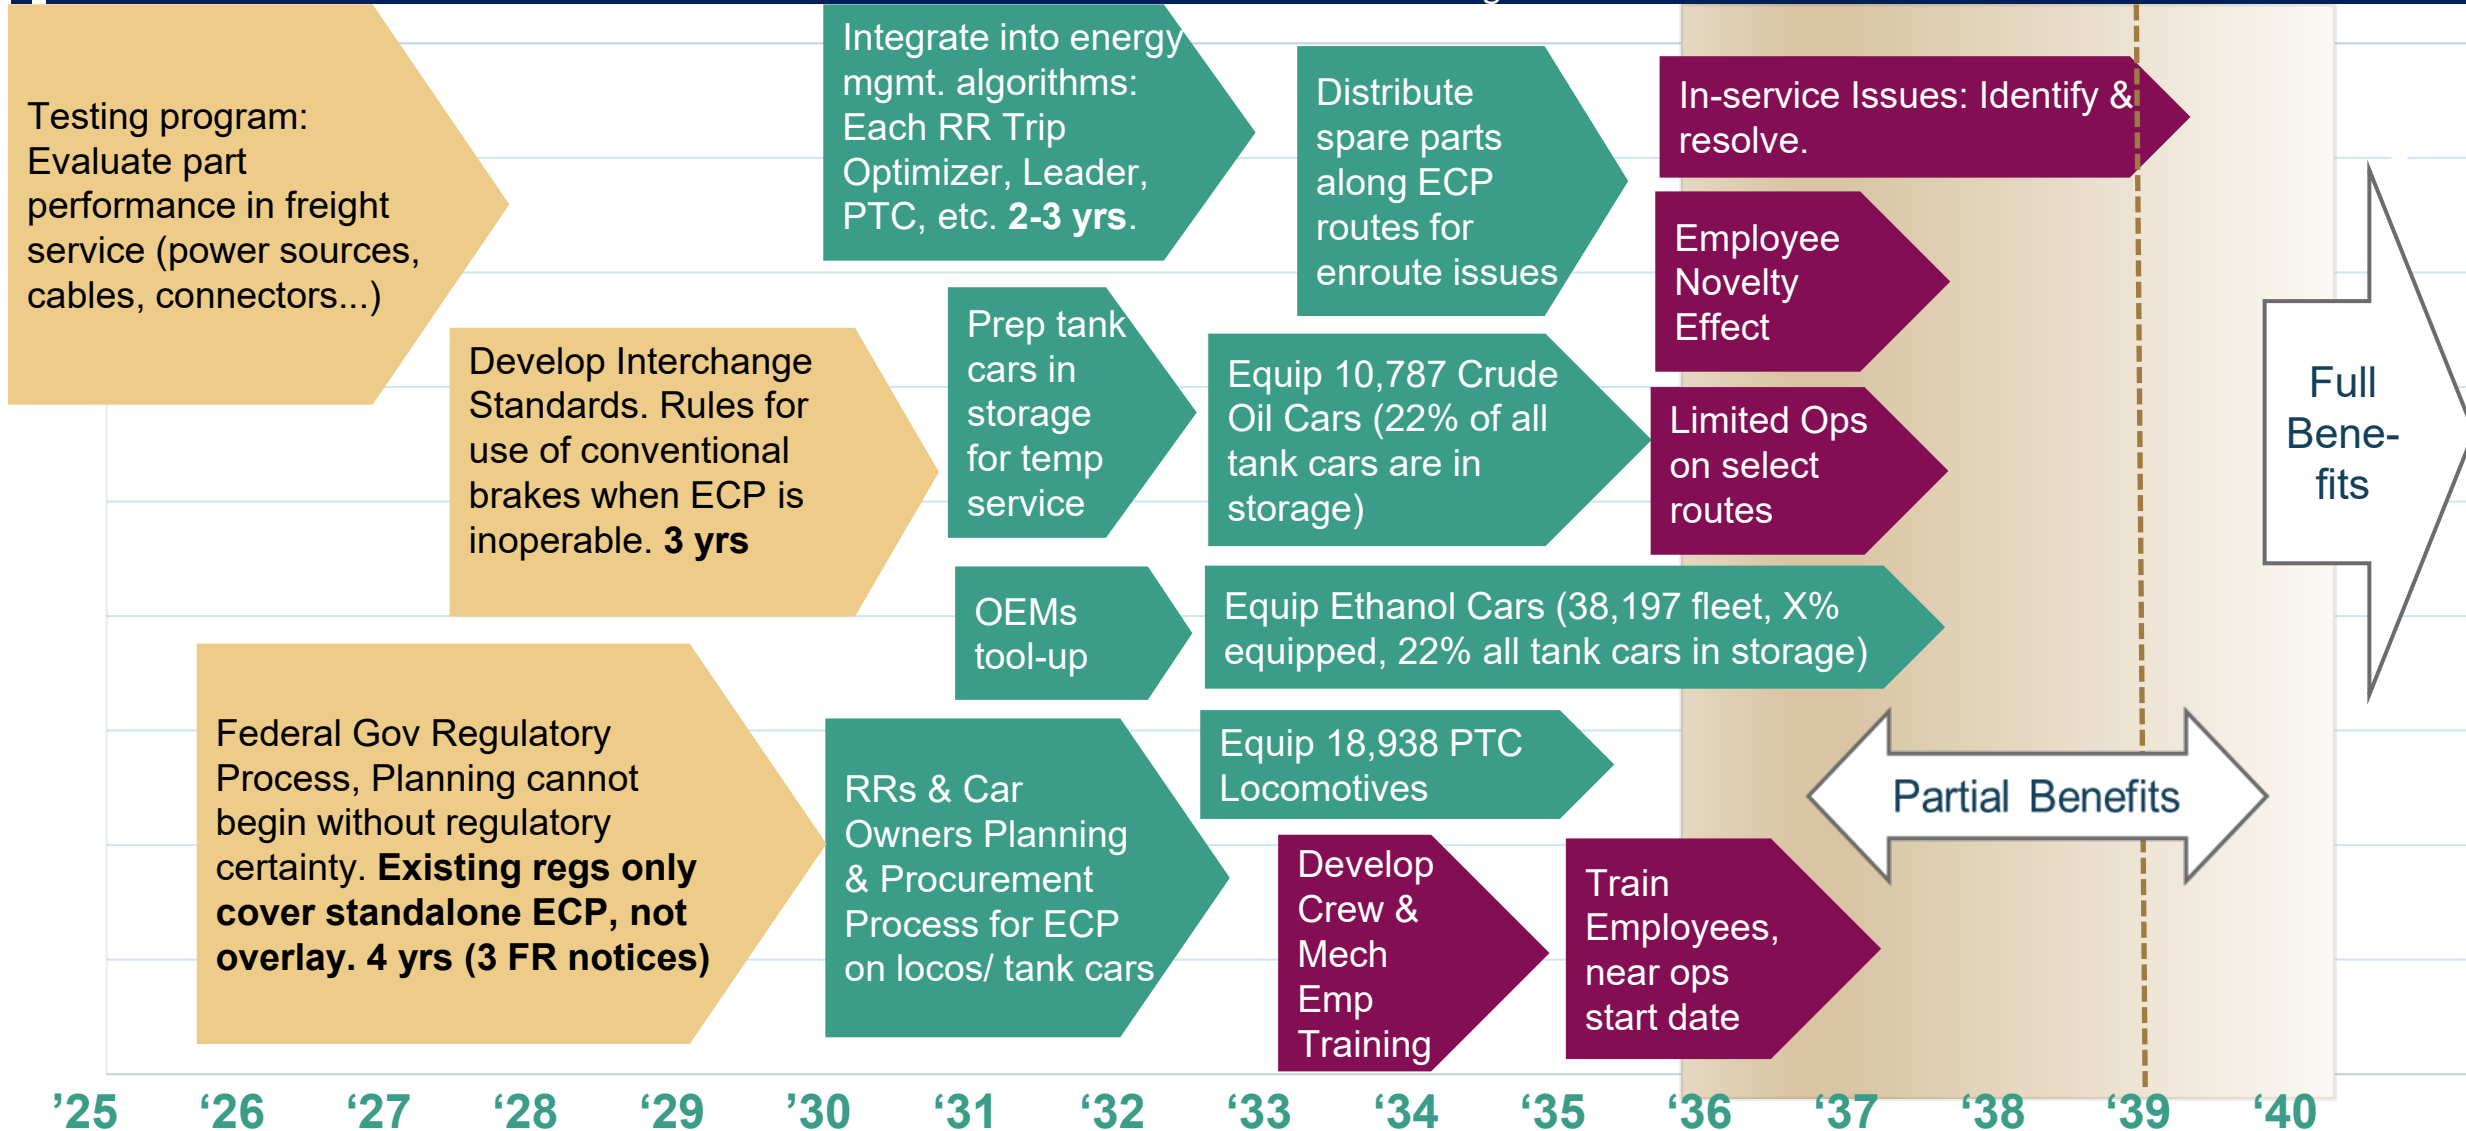 Testing program:
Evaluate part
performance in freight
service (power sources,
cables, connectors...)
Integrate into energy
mgmt. algorithms:
Each RR Trip
Optimizer, Leader,
PTC, etc. 2-3 yrs.
Distribute
spare parts
along ECP
routes for
enroute issues
In-service Issues: Identify &
resolve.
Employee
Novelty
Effect
Develop Interchange
Standards. Rules for
use of conventional
brakes when ECP is
inoperable. 3 yrs
Prep tank
cars in
storage
for temp
service
Equip 10,787 Crude
Oil Cars (22% of all
tank cars are in
storage)
Limited Ops
on select
routes
Full
Bene-
fits
OEMs
tool-up
Equip Ethanol Cars (38,197 fleet, X%
equipped, 22% all tank cars in storage)
Federal Gov Regulatory
Process, Planning cannot
begin without regulatory
certainty. Existing regs only
cover standalone ECP, not
overlay. 4 yrs (3 FR notices)
RRs & Car
Owners Planning
& Procurement
Process for ECP
on locos/ tank cars
Equip 18,938 PTC
Locomotives
Partial Benefits
Develop
Crew &
Mech
Emp
Training
Train
Employees,
near ops
start date
’25 ‘26 ‘27 ‘28 ‘29 ’30 ‘31 ‘32 ‘33 ‘34 ‘35 ‘36 ‘37 ‘38 ‘39 ‘40